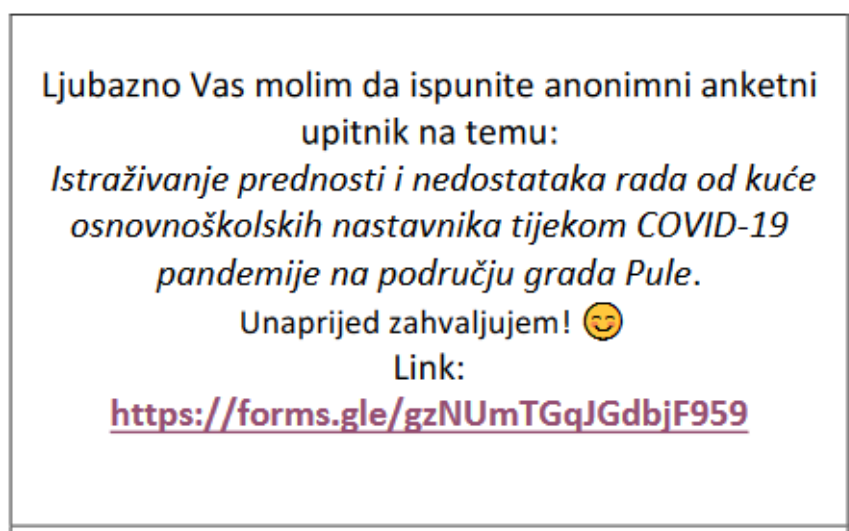 Ljubazno Vas molim da ispunite anonimni anketni
upitnik na temu:
Istraživanje prednosti i nedostataka rada od kuće
osnovnoškolskih nastavnika tijekom COVID-19
pandemije na području grada Pule.
Unaprijed zahvaljujem! 😊
Link:
https://forms.gle/gzNUmTGqJGdbjF959